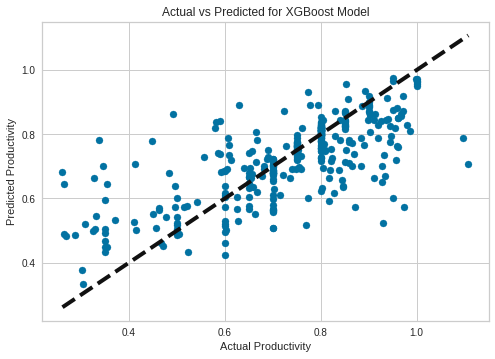 Actual vs Predicted for XGBoost Model
Predicted Productivity
1.0
0.8
0.6
0.4
0.4 0.6 0.8 1.0
Actual Productivity